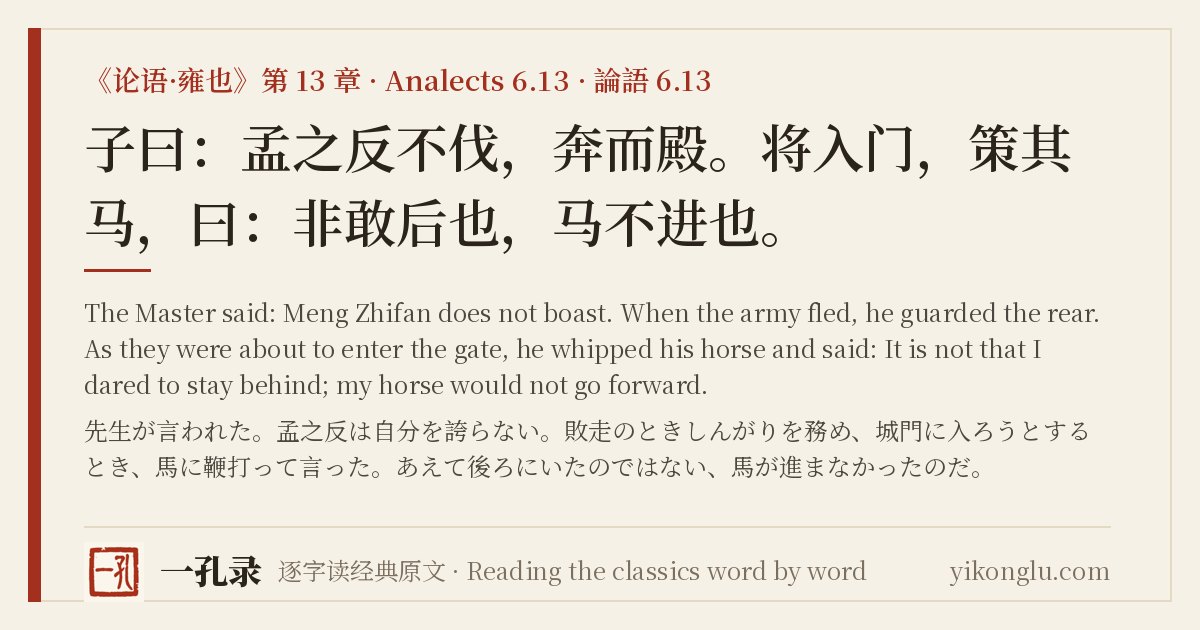 《论语·雍也》第 13 章 · Analects 6.13 · 論語 6.13
子曰：孟之反不伐，奔而殿。将入门，策其
马，曰：非敢后也，马不进也。
The Master said: Meng Zhifan does not boast. When the army fled, he guarded the rear.
As they were about to enter the gate, he whipped his horse and said: It is not that I
dared to stay behind; my horse would not go forward.
先生が言われた。孟之反は自分を誇らない。敗走のときしんがりを務め、城門に入ろうとする
とき、馬に鞭打って言った。あえて後ろにいたのではない、馬が進まなかったのだ。
一孔 一孔录 逐字读经典原文 · Reading the classics word by word yikonglu.com